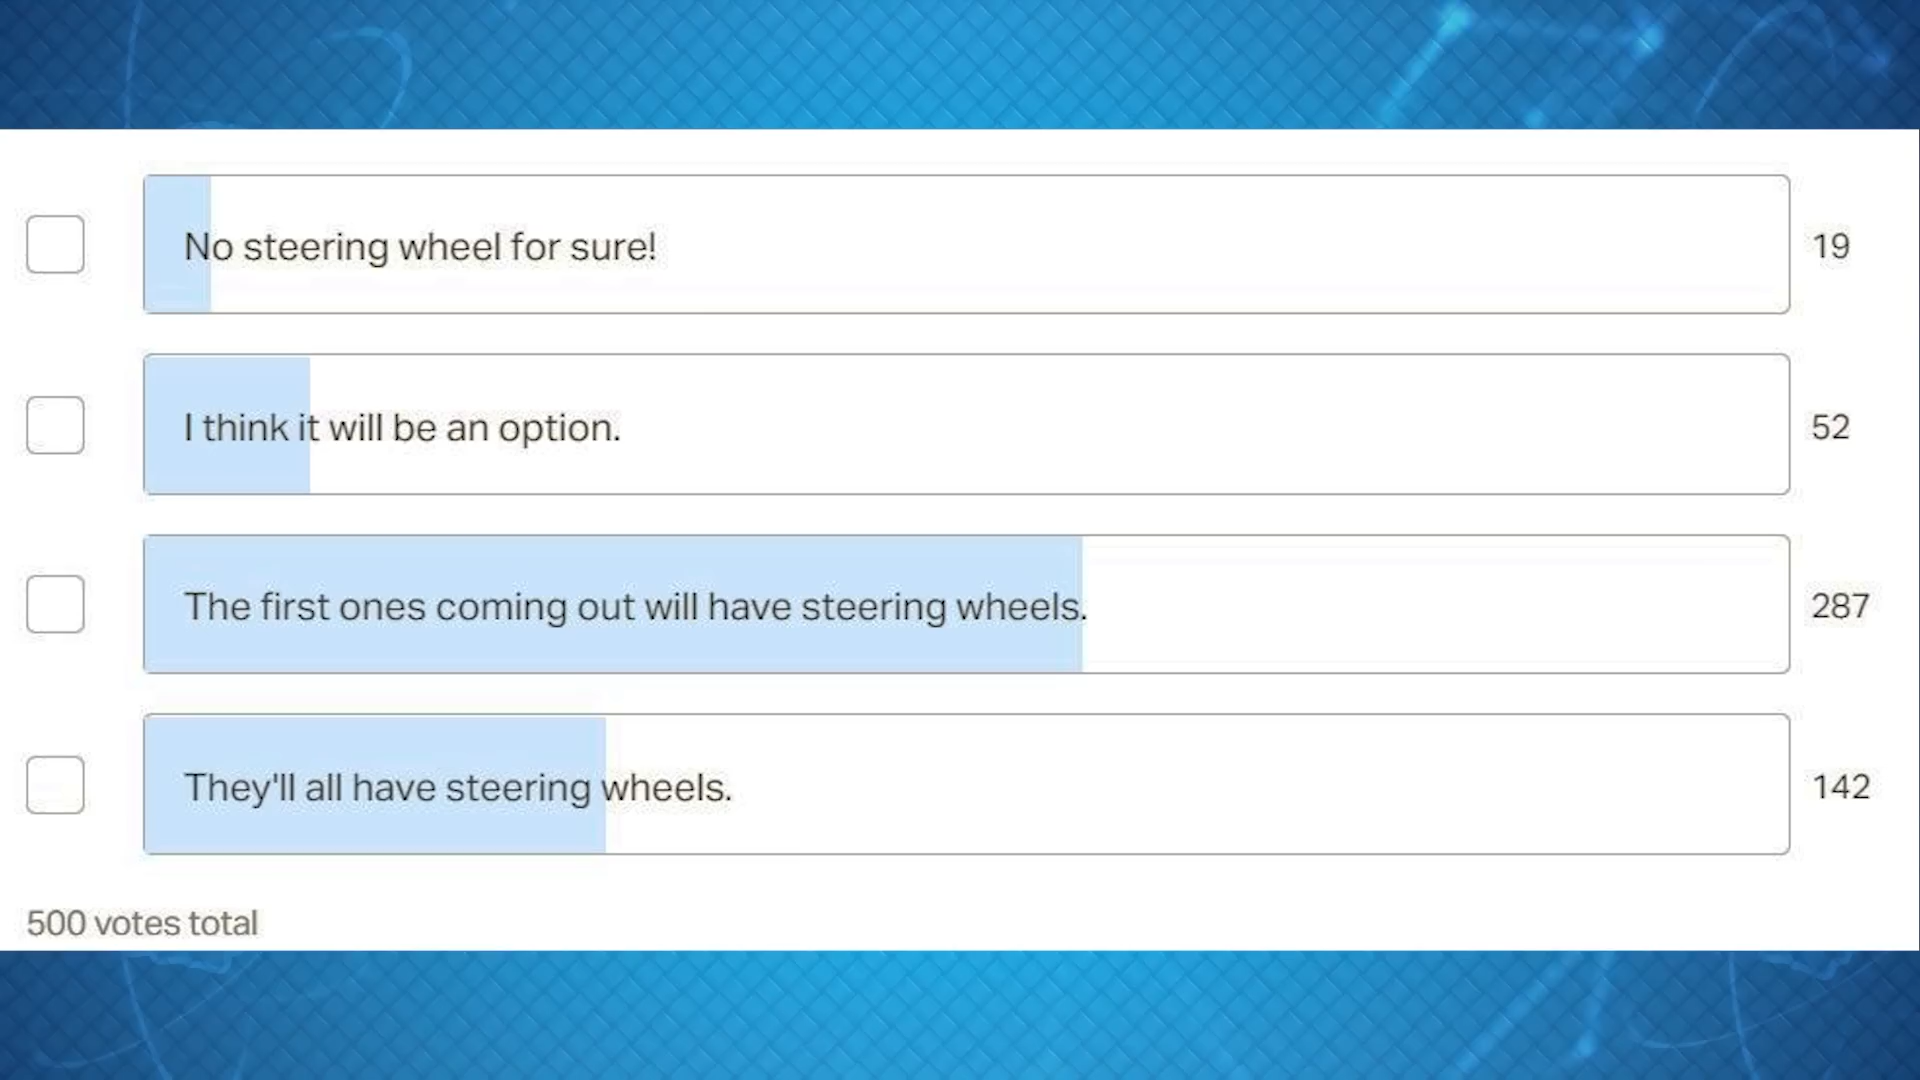 No steering wheel for sure!
19
I think it will be an option.
52
The first ones coming out will have steering wheels.
287
They'll all have steering wheels.
142
500 votes total